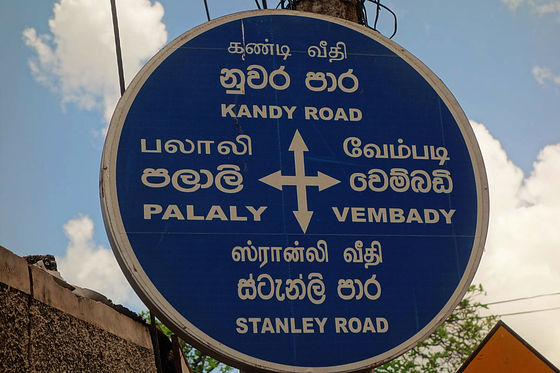 கண்டி வீதி
නුවර පාර
KANDY ROAD
பலாலி
පලාලි
PALALY
வேம்படி
වෙම්බඩි
VEMBADY
ஸ்ரான்லி வீதி
ස්ටැන්ලි පාර
STANLEY ROAD